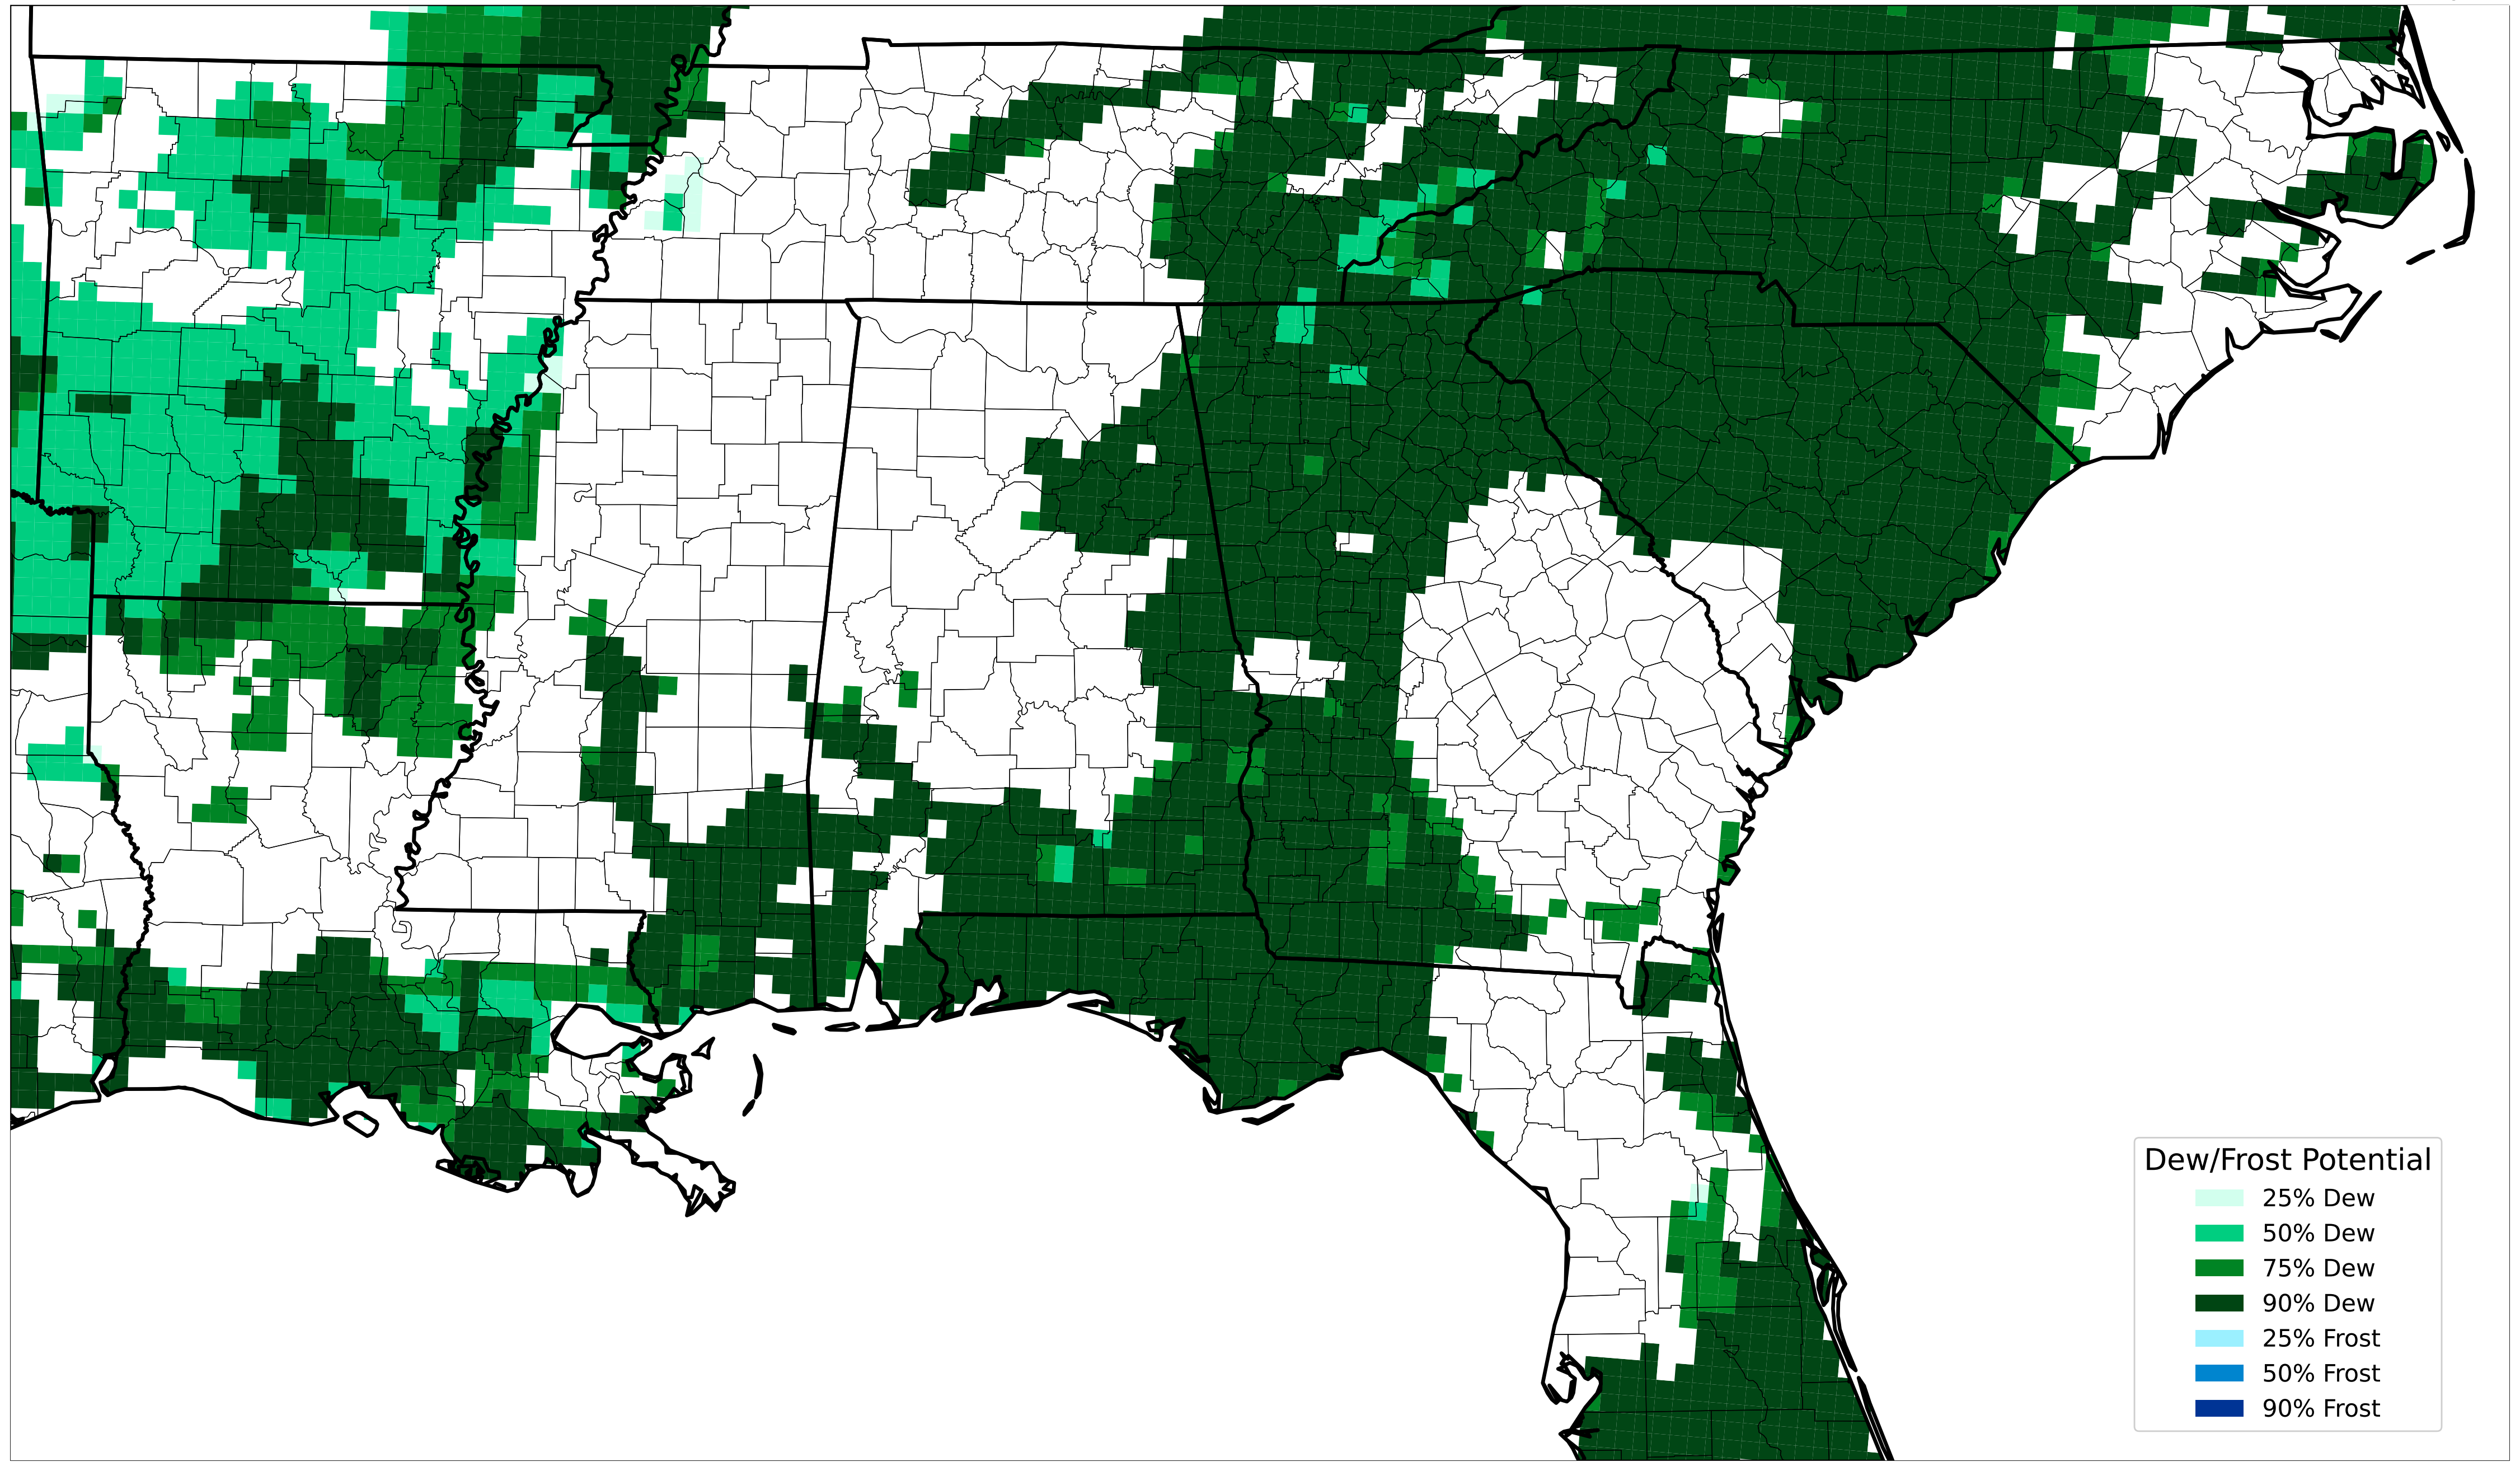 Dew/Frost Potential
25% Dew
50% Dew
75% Dew
90% Dew
25% Frost
50% Frost
90% Frost